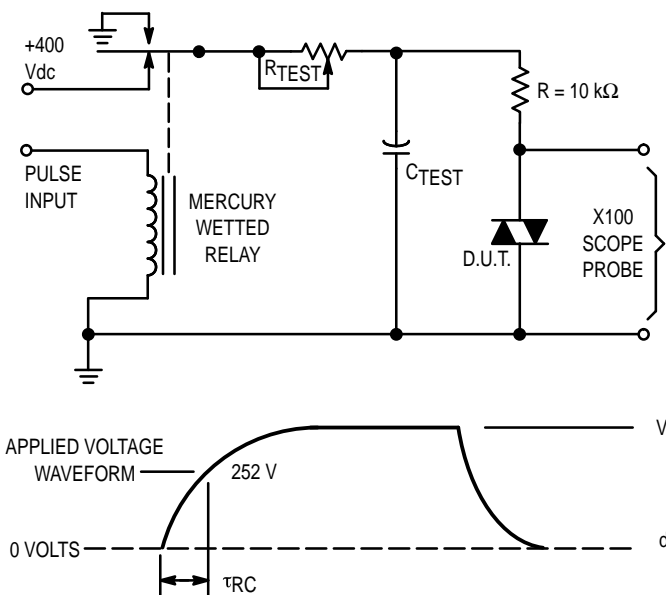 +400
Vdc
RTEST
R = 10 kΩ
CTEST
PULSE
INPUT
MERCURY
WETTED
RELAY
D.U.T.
X100
SCOPE
PROBE
APPLIED VOLTAGE
WAVEFORM
252 V
V
0 VOLTS
τRC